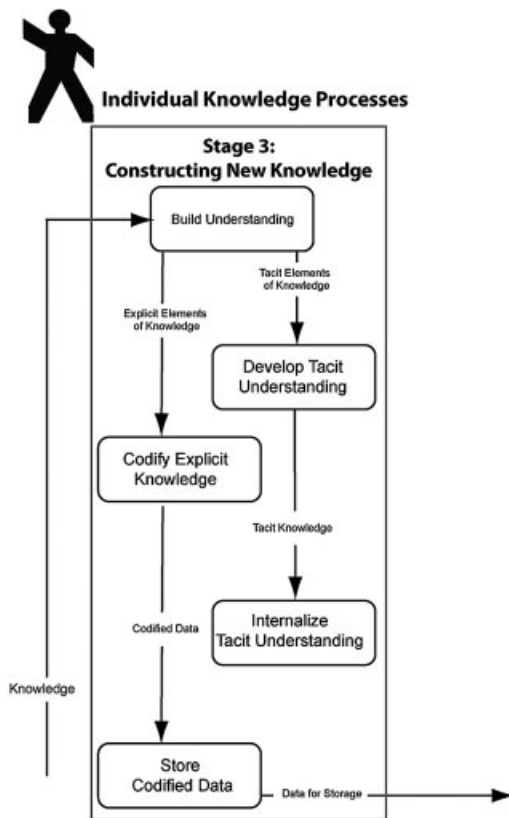 Individual Knowledge Processes
Stage 3:
Constructing New Knowledge
Build Understanding
Tacit Elements
of Knowledge
Explicit Elements
of Knowledge
Develop Tacit
Understanding
Codify Explicit
Knowledge
Tacit Knowledge
Internalize
Tacit Understanding
Codified Data
Knowledge
Store
Codified Data
Data for Storage